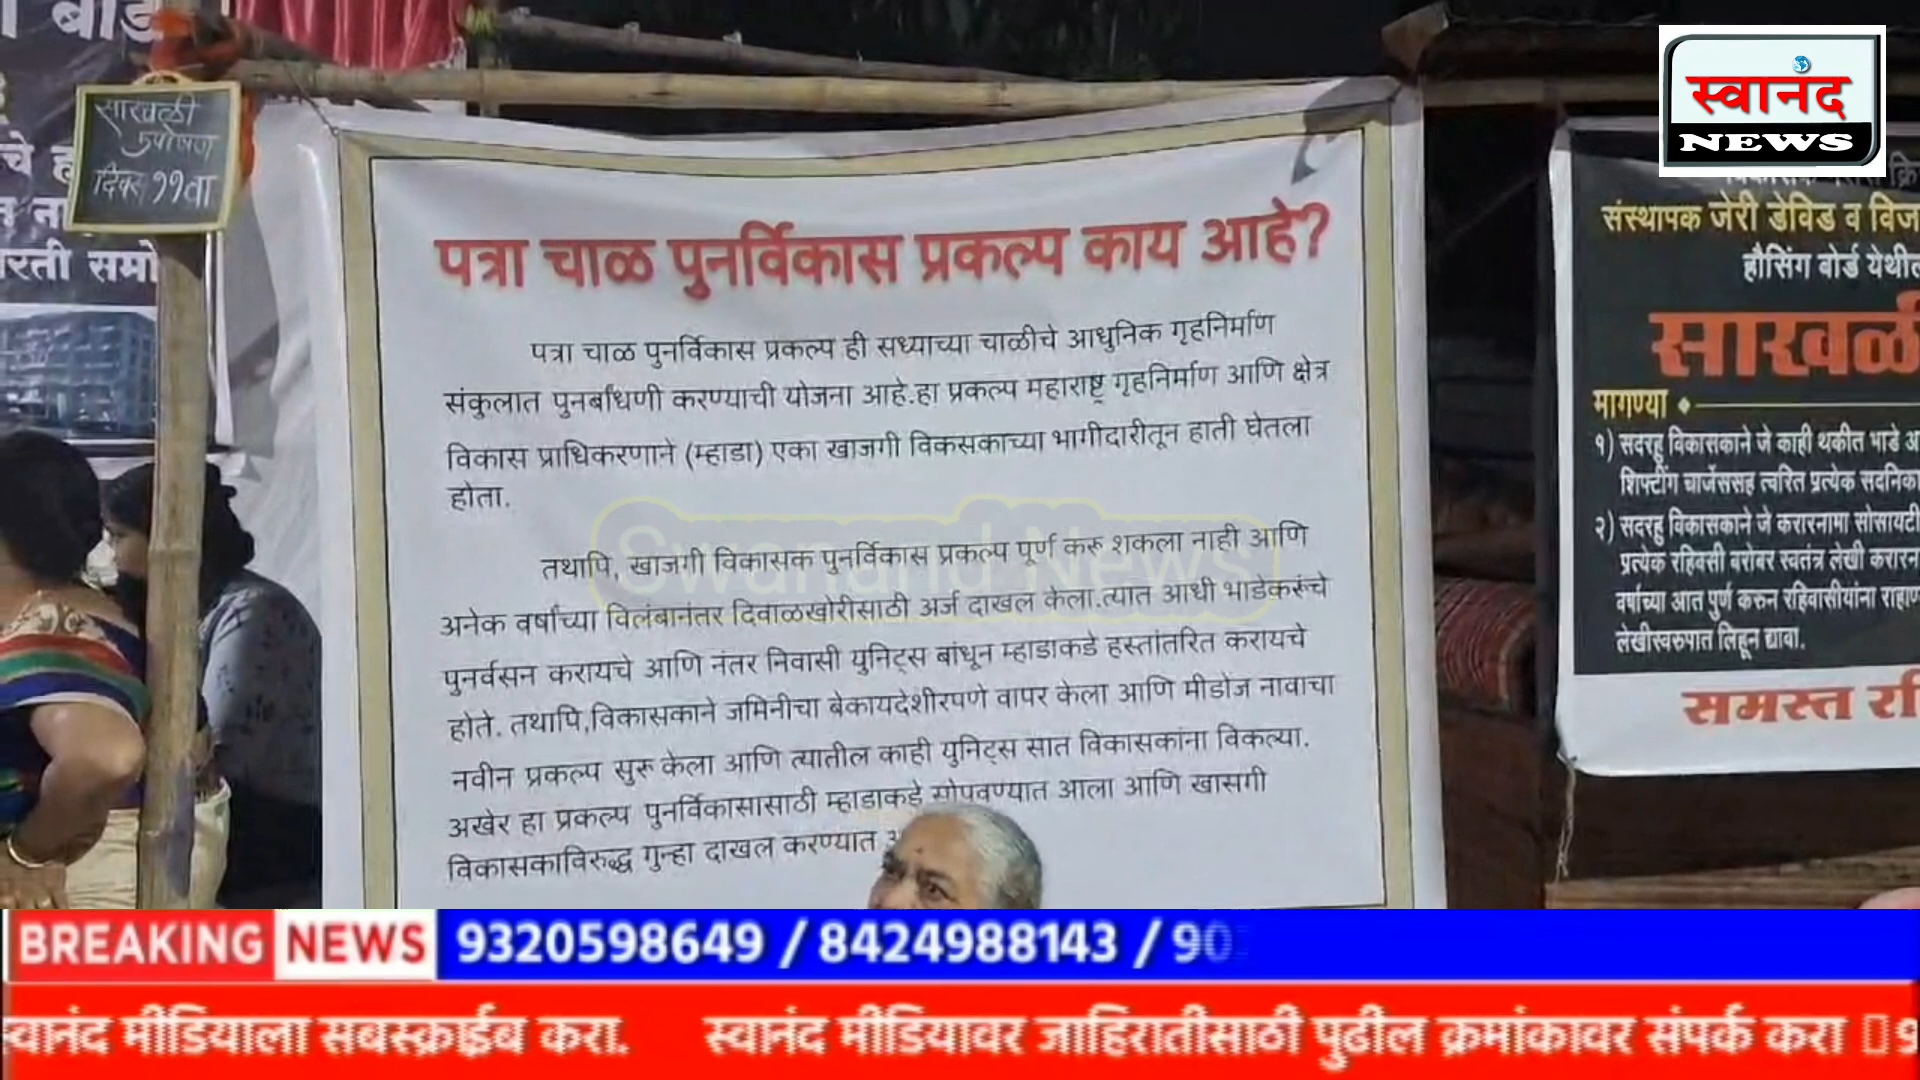 साखळी
उपोषण
दिवस ११वा
स्वानंद
NEWS
पत्रा चाळ पुनर्विकास प्रकल्प काय आहे?
पत्रा चाळ पुनर्विकास प्रकल्प ही सध्याच्या चाळीचे आधुनिक गृहनिर्माण
संकुलात पुनर्बांधणी करण्याची योजना आहे.हा प्रकल्प महाराष्ट्र गृहनिर्माण आणि क्षेत्र
विकास प्राधिकरणाने (म्हाडा) एका खाजगी विकसकाच्या भागीदारीतून हाती घेतला
होता.
तथापि, खाजगी विकासक पुनर्विकास प्रकल्प पूर्ण करू शकला नाही आणि
अनेक वर्षांच्या विलंबानंतर दिवाळखोरीसाठी अर्ज दाखल केला.त्यात आधी भाडेकरूंचे
पुनर्वसन करायचे आणि नंतर निवासी युनिट्स बांधून म्हाडाकडे हस्तांतरित करायचे
होते. तथापि,विकासकाने जमिनीचा बेकायदेशीरपणे वापर केला आणि मीडोज नावाचा
नवीन प्रकल्प सुरू केला आणि त्यातील काही युनिट्स सात विकासकांना विकल्या.
अखेर हा प्रकल्प पुनर्विकासासाठी म्हाडाकडे सोपवण्यात आला आणि खासगी
विकासकाविरुद्ध गुन्हा दाखल करण्यात
Swanand News
संस्थापक जेरी डेविड व विज
हौसिंग बोर्ड येथील
साखळी
मागण्या
१) सदरहू विकासकाने जे काही थकीत भाडे
शिफ्टींग चार्जेससह त्वरित प्रत्येक सदनिका
२) सदरहू विकासकाने जे करारनामा सोसायटी
प्रत्येक रहिवसी बरोबर स्वतंत्र लेखी करारना
वर्षाच्या आत पुर्ण करुन रहिवासीयांना राहाण
लेखीस्वरुपात लिहून द्यावा.
समस्त रहि
BREAKING NEWS 9320598649 / 8424988143 / 90
स्वानंद मीडियाला सबस्क्राईब करा. स्वानंद मीडियावर जाहिरातीसाठी पुढील क्रमांकावर संपर्क करा 9